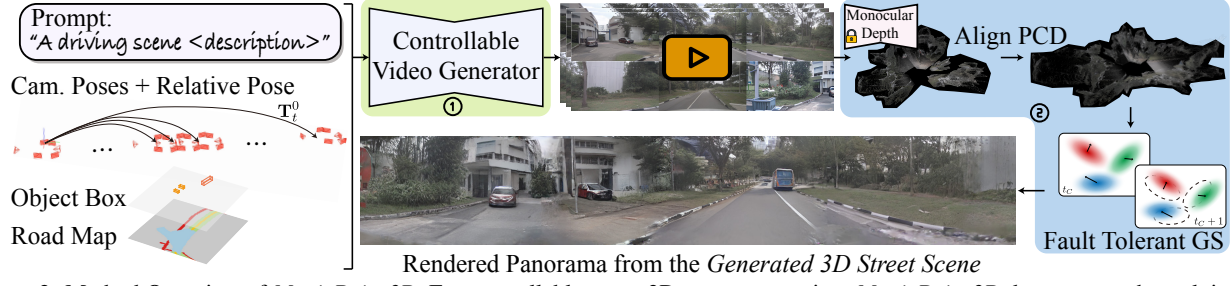 Prompt:
“A driving scene <description>”
Cam. Poses + Relative Pose
T_t^0
...
...
Object Box
Road Map
Controllable
Video Generator
1
Monocular
Depth
Align PCD
2
t_C
t_C+1
Fault Tolerant GS
Rendered Panorama from the Generated 3D Street Scene